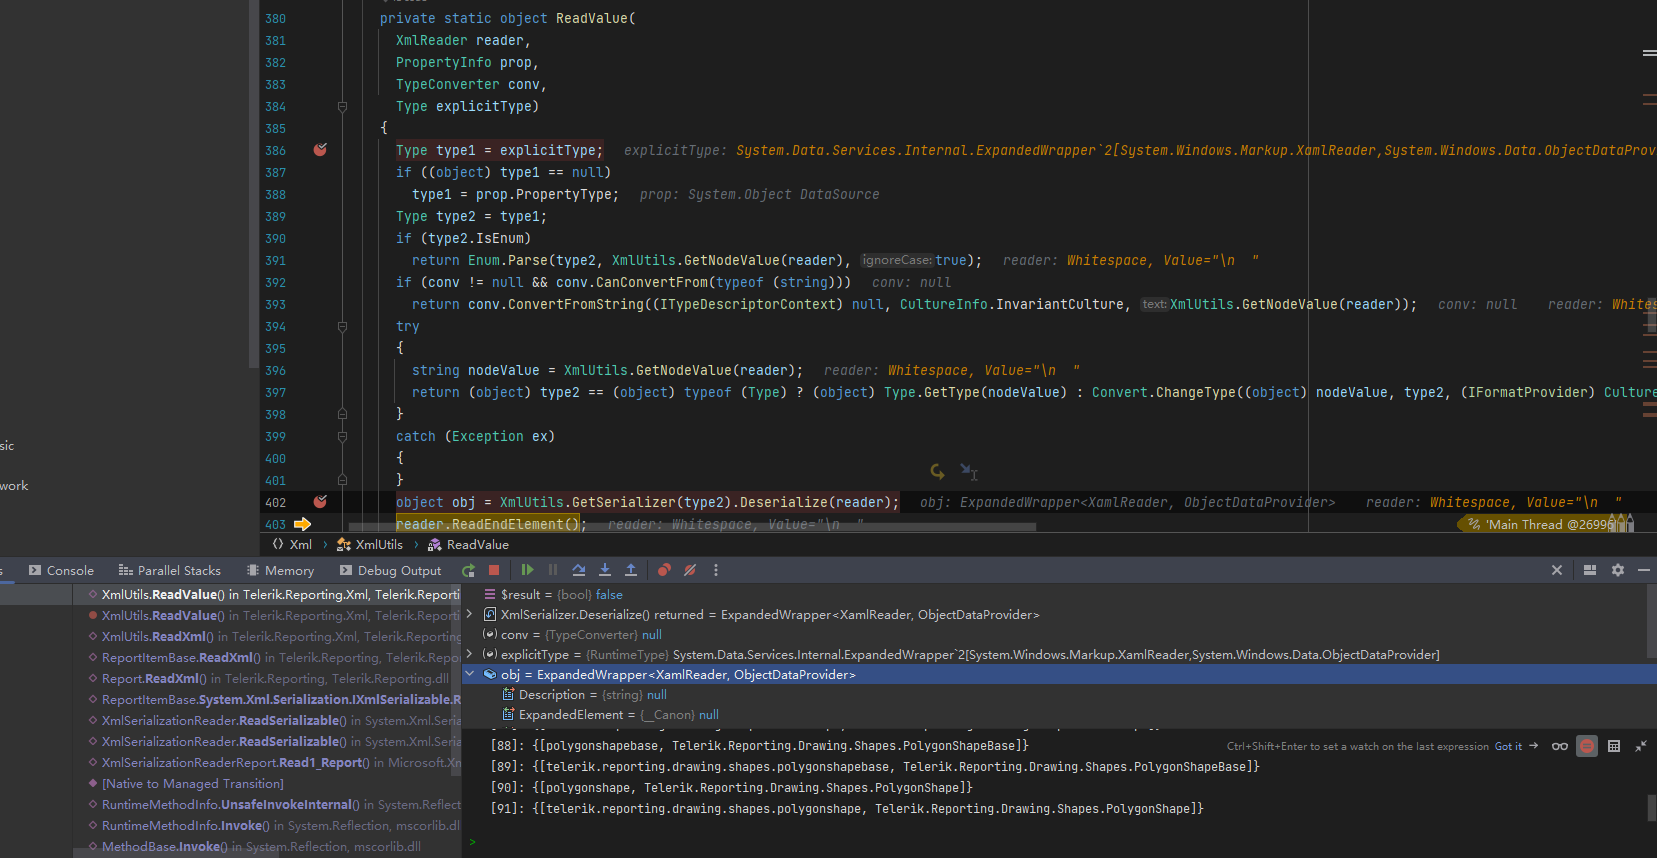 380 private static object ReadValue(
381 XmlReader reader,
382 PropertyInfo prop,
383 TypeConverter conv,
384 Type explicitType)
385 {
386 Type type1 = explicitType; explicitType: System.Data.Services.Internal.ExpandedWrapper`2[System.Windows.Markup.XamlReader,System.Windows.Data.ObjectDataProv
387 if ((object) type1 == null)
388 type1 = prop.PropertyType; prop: System.Object DataSource
389 Type type2 = type1;
390 if (type2.IsEnum)
391 return Enum.Parse(type2, XmlUtils.GetNodeValue(reader), ignoreCase: true); reader: Whitespace, Value="\n "
392 if (conv != null && conv.CanConvertFrom(typeof (string))) conv: null
393 return conv.ConvertFromString((ITypeDescriptorContext) null, CultureInfo.InvariantCulture, text: XmlUtils.GetNodeValue(reader)); conv: null reader: White
394 try
395 {
396 string nodeValue = XmlUtils.GetNodeValue(reader); reader: Whitespace, Value="\n "
397 return (object) type2 == (object) typeof (Type) ? (object) Type.GetType(nodeValue) : Convert.ChangeType((object) nodeValue, type2, (IFormatProvider) Culture
398 }
399 catch (Exception ex)
400 {
401 }
402 object obj = XmlUtils.GetSerializer(type2).Deserialize(reader); obj: ExpandedWrapper<XamlReader, ObjectDataProvider> reader: Whitespace, Value="\n "
403 reader.ReadEndElement(); reader: Whitespace, Value="\n "
'Main Thread @26996'
sic
work
Xml > XmlUtils > ReadValue
s Console Parallel Stacks Memory Debug Output
XmlUtils.ReadValue() in Telerik.Reporting.Xml, Telerik.Reporti
XmlUtils.ReadValue() in Telerik.Reporting.Xml, Telerik.Reporti
XmlUtils.ReadXml() in Telerik.Reporting.Xml, Telerik.Reporting
ReportItemBase.ReadXml() in Telerik.Reporting, Telerik.Repo
Report.ReadXml() in Telerik.Reporting, Telerik.Reporting.dll
ReportItemBase.System.Xml.Serialization.IXmlSerializable.R
XmlSerializationReader.ReadSerializable() in System.Xml.Seria
XmlSerializationReader.ReadSerializable() in System.Xml.Seria
XmlSerializationReaderReport.Read1_Report() in Microsoft.Xm
[Native to Managed Transition]
RuntimeMethodInfo.UnsafeInvokeInternal() in System.Reflect
RuntimeMethodInfo.Invoke() in System.Reflection, mscorlib.dl
MethodBase.Invoke() in System.Reflection, mscorlib.dll
$result = {bool} false
XmlSerializer.Deserialize() returned = ExpandedWrapper<XamlReader, ObjectDataProvider>
conv = {TypeConverter} null
explicitType = {RuntimeType} System.Data.Services.Internal.ExpandedWrapper`2[System.Windows.Markup.XamlReader,System.Windows.Data.ObjectDataProvider]
obj = ExpandedWrapper<XamlReader, ObjectDataProvider>
Description = {string} null
ExpandedElement = {__Canon} null
[88]: {[polygonshapebase, Telerik.Reporting.Drawing.Shapes.PolygonShapeBase]}
Ctrl+Shift+Enter to set a watch on the last expression Got it →
[89]: {[telerik.reporting.drawing.shapes.polygonshapebase, Telerik.Reporting.Drawing.Shapes.PolygonShapeBase]}
[90]: {[polygonshape, Telerik.Reporting.Drawing.Shapes.PolygonShape]}
[91]: {[telerik.reporting.drawing.shapes.polygonshape, Telerik.Reporting.Drawing.Shapes.PolygonShape]}
>